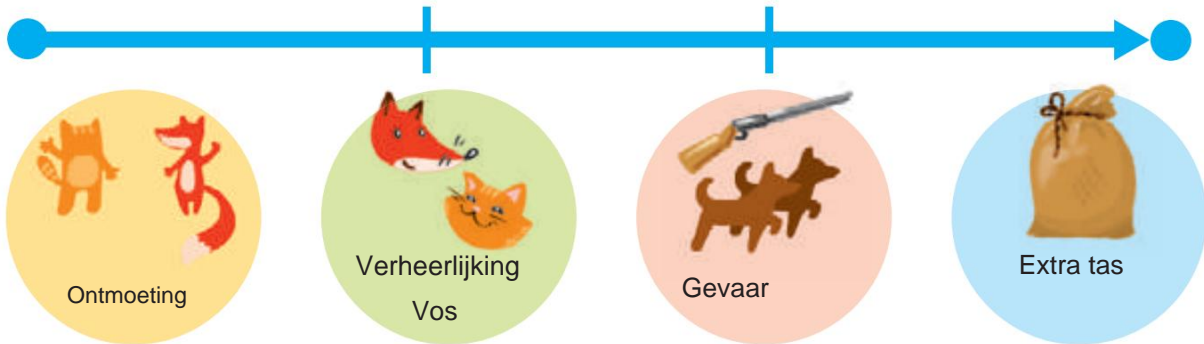 Ontmoeting
Verheerlijking
Vos
Gevaar
Extra tas